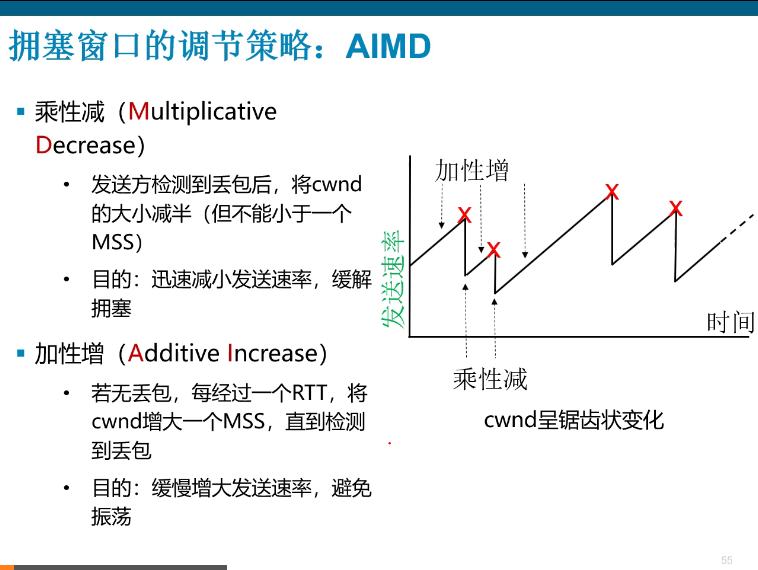 拥塞窗口的调节策略：AIMD
▪ 乘性减（Multiplicative
Decrease）
• 发送方检测到丢包后，将cwnd
的大小减半（但不能小于一个
MSS）
• 目的：迅速减小发送速率，缓解
拥塞
▪ 加性增（Additive Increase）
• 若无丢包，每经过一个RTT，将
cwnd增大一个MSS，直到检测
到丢包
• 目的：缓慢增大发送速率，避免
振荡
加性增
X
X
X
X
发送速率
时间
乘性减
cwnd呈锯齿状变化
55